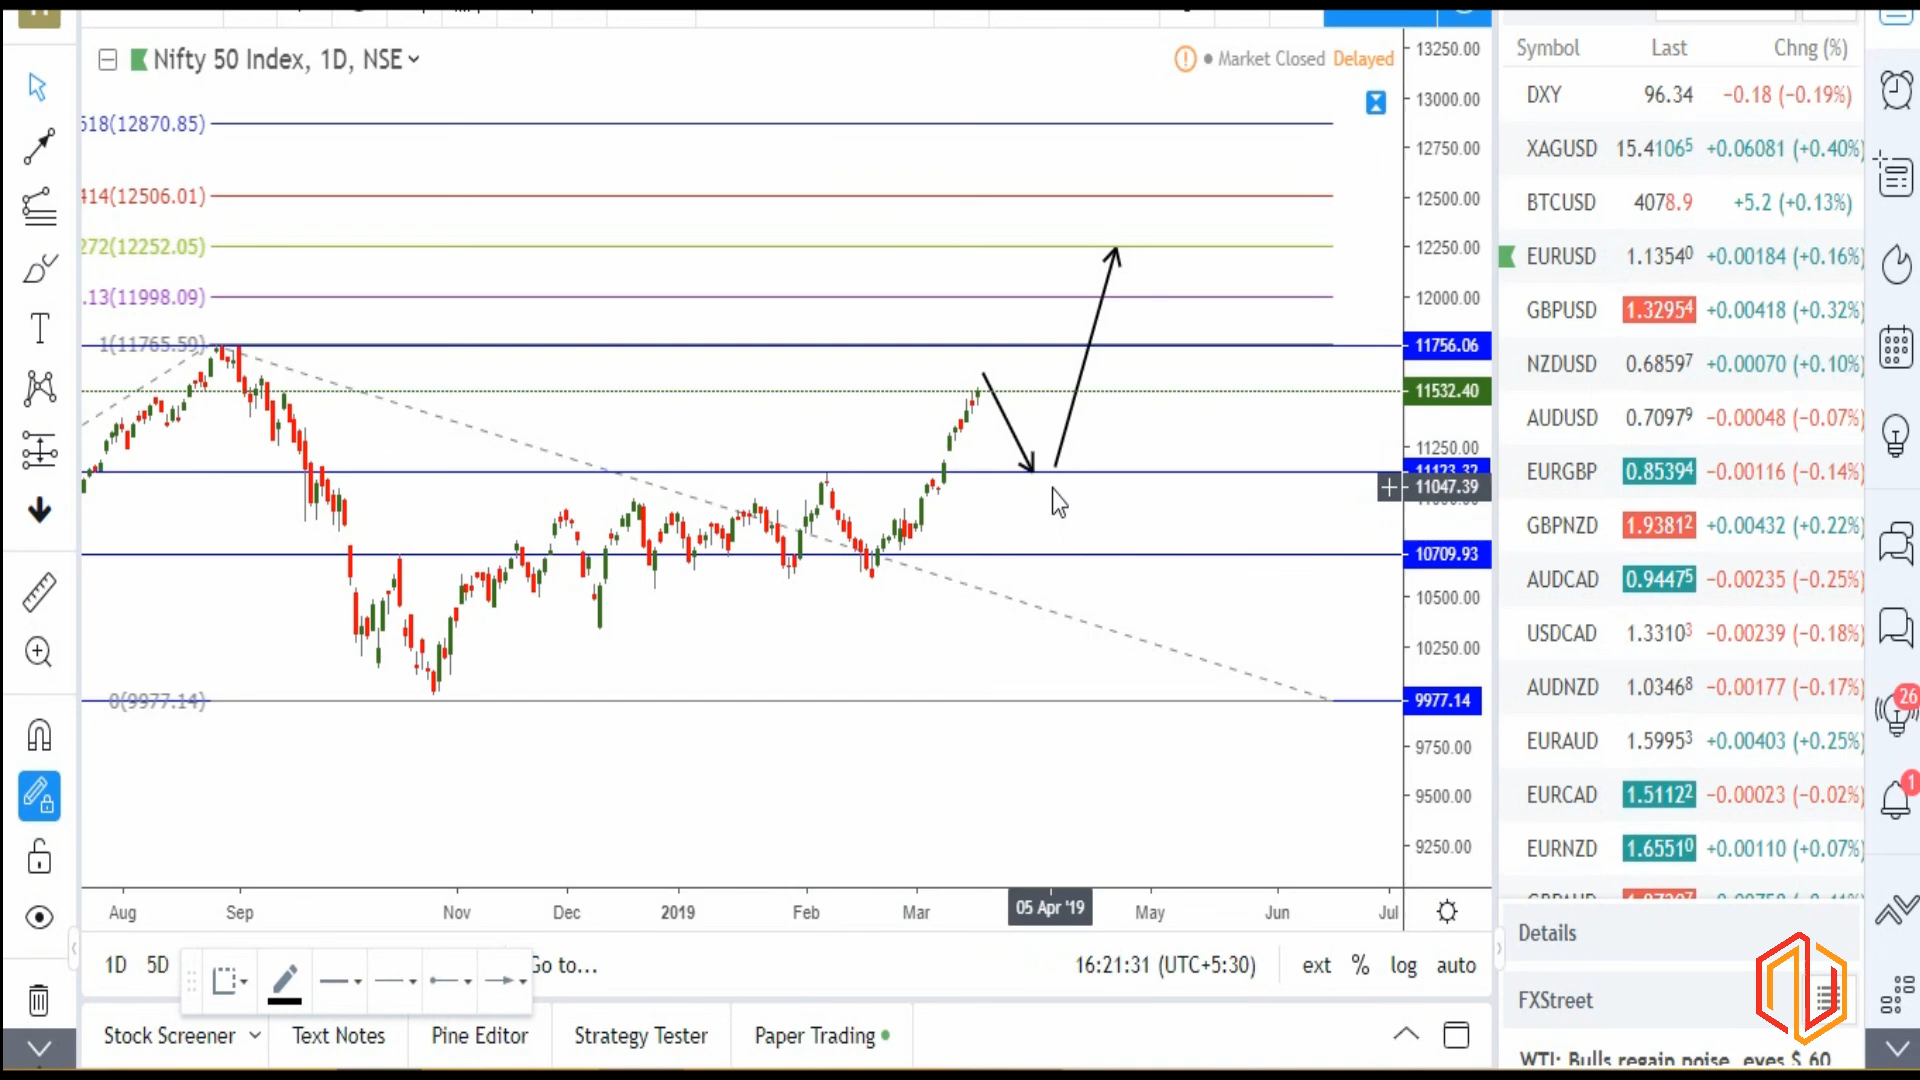 Nifty 50 Index, 1D, NSE
Market Closed Delayed
618(12870.85)
414(12506.01)
272(12252.05)
.13(11998.09)
1(11765.59)
0(9977.14)
13250.00
13000.00
12750.00
12500.00
12250.00
12000.00
11756.06
11532.40
11250.00
11123.32
11047.39
10709.93
10500.00
10250.00
9977.14
9750.00
9500.00
9250.00
Aug Sep Nov Dec 2019 Feb Mar 05 Apr '19 May Jun Jul
1D 5D Go to... 16:21:31 (UTC+5:30) ext % log auto
Stock Screener Text Notes Pine Editor Strategy Tester Paper Trading
Symbol Last Chng (%)
DXY 96.34 −0.18 (−0.19%)
XAGUSD 15.41065 +0.06081 (+0.40%)
BTCUSD 4078.9 +5.2 (+0.13%)
EURUSD 1.13540 +0.00184 (+0.16%)
GBPUSD 1.32954 +0.00418 (+0.32%)
NZDUSD 0.68597 +0.00070 (+0.10%)
AUDUSD 0.70979 −0.00048 (−0.07%)
EURGBP 0.85394 −0.00116 (−0.14%)
GBPNZD 1.93812 +0.00432 (+0.22%)
AUDCAD 0.94475 −0.00235 (−0.25%)
USDCAD 1.33103 −0.00239 (−0.18%)
AUDNZD 1.03468 −0.00177 (−0.17%)
EURAUD 1.59953 +0.00403 (+0.25%)
EURCAD 1.51122 −0.00023 (−0.02%)
EURNZD 1.65510 +0.00110 (+0.07%)
Details
FXStreet
WTI: Bulls regain poise, eyes $ 60
26
1